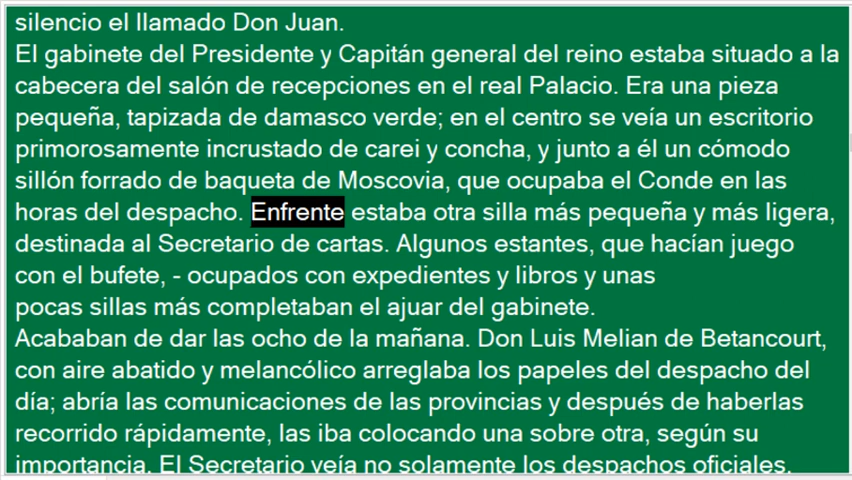 silencio el llamado Don Juan.
El gabinete del Presidente y Capitán general del reino estaba situado a la
cabecera del salón de recepciones en el real Palacio. Era una pieza
pequeña, tapizada de damasco verde; en el centro se veía un escritorio
primorosamente incrustado de carei y concha, y junto a él un cómodo
sillón forrado de baqueta de Moscovia, que ocupaba el Conde en las
horas del despacho. Enfrente estaba otra silla más pequeña y más ligera,
destinada al Secretario de cartas. Algunos estantes, que hacían juego
con el bufete, - ocupados con expedientes y libros y unas
pocas sillas más completaban el ajuar del gabinete.
Acababan de dar las ocho de la mañana. Don Luis Melian de Betancourt,
con aire abatido y melancólico arreglaba los papeles del despacho del
día; abría las comunicaciones de las provincias y después de haberlas
recorrido rápidamente, las iba colocando una sobre otra, según su
importancia. El Secretario veía no solamente los despachos oficiales,